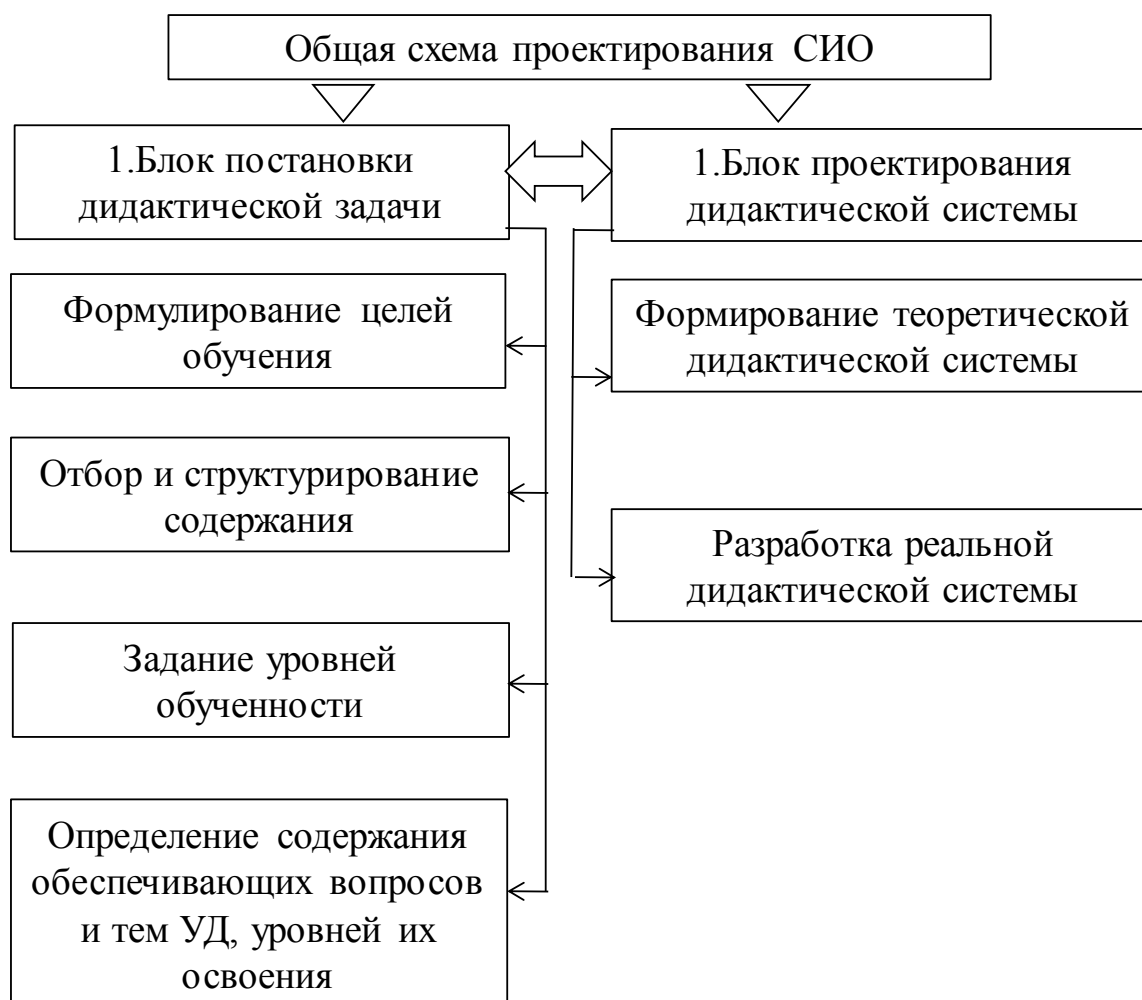 Общая схема проектирования СИО
1.Блок постановки
дидактической задачи
1.Блок проектирования
дидактической системы
Формулирование целей
обучения
Формирование теоретической
дидактической системы
Отбор и структурирование
содержания
Разработка реальной
дидактической системы
Задание уровней
обученности
Определение содержания
обеспечивающих вопросов
и тем УД, уровней их
освоения